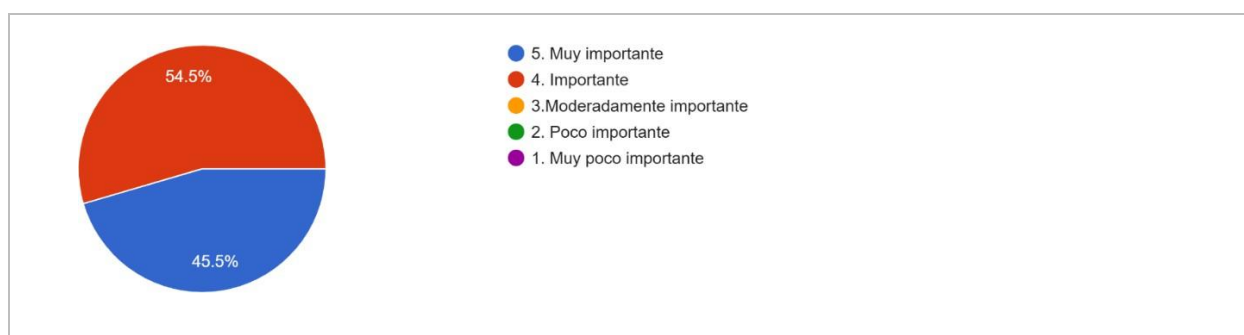 54.5%
45.5%
5. Muy importante
4. Importante
3.Moderadamente importante
2. Poco importante
1. Muy poco importante